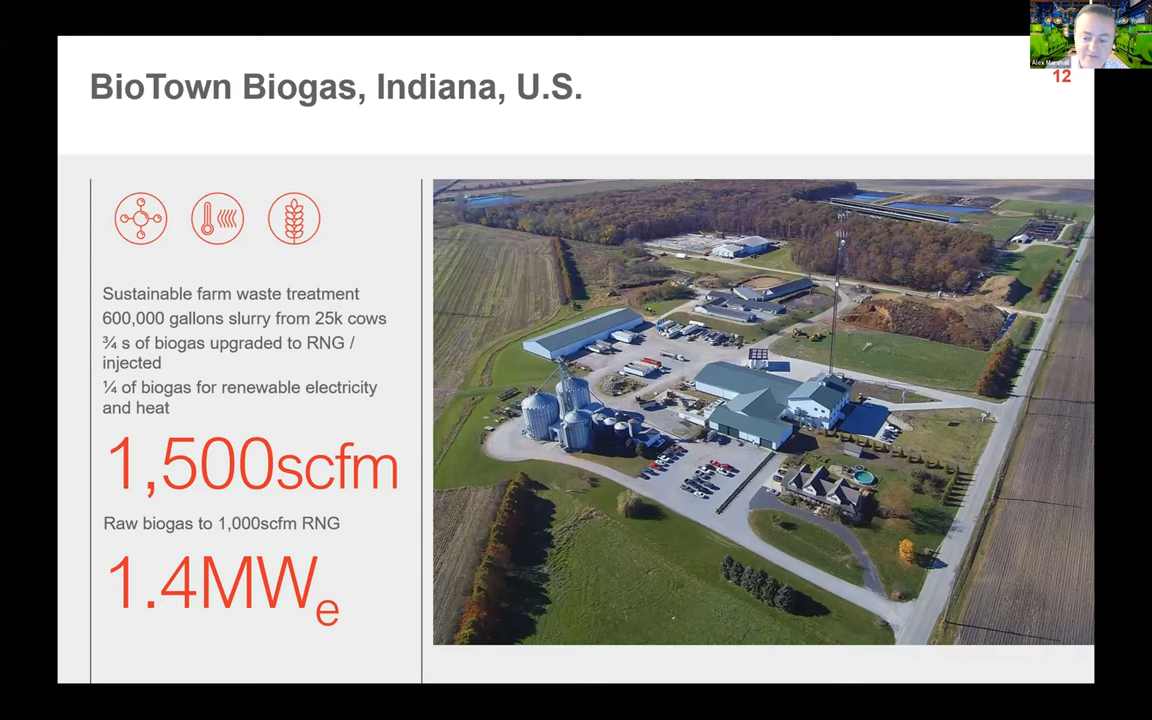 Alex Marshall
BioTown Biogas, Indiana, U.S.
12
Sustainable farm waste treatment
600,000 gallons slurry from 25k cows
¾ s of biogas upgraded to RNG /
injected
¼ of biogas for renewable electricity
and heat
1,500scfm
Raw biogas to 1,000scfm RNG
1.4MWe